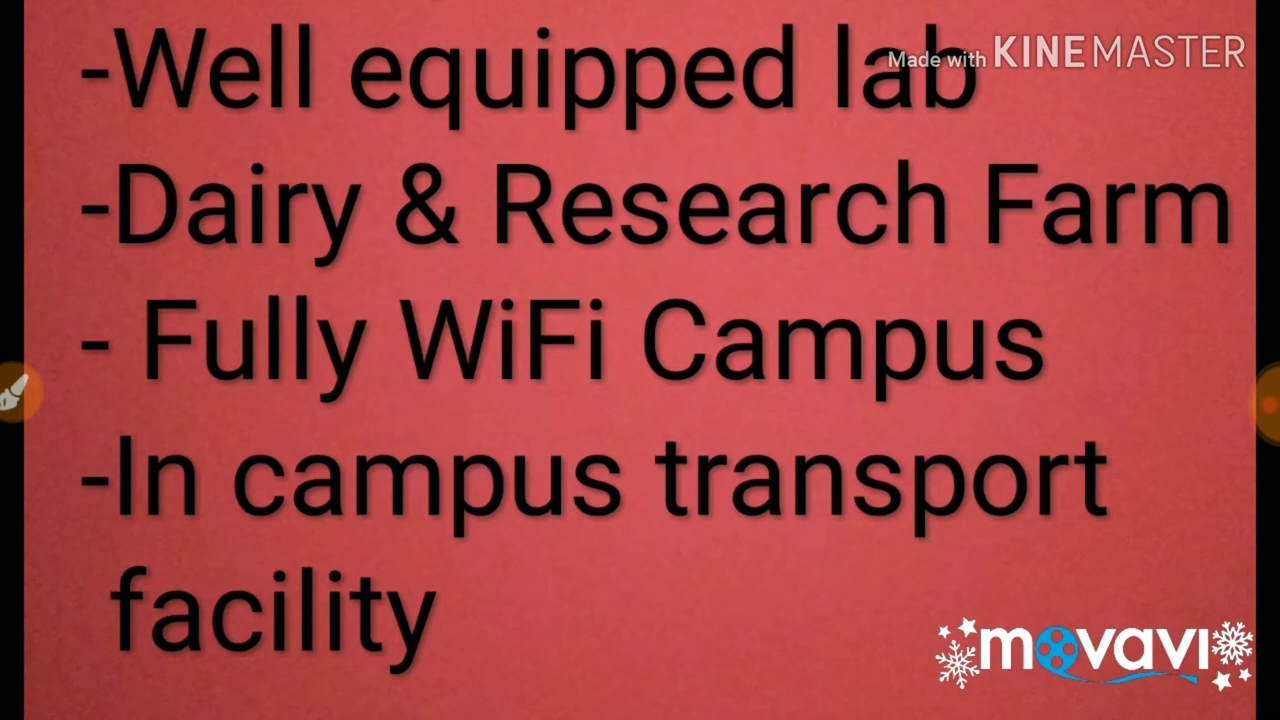 -Well equipped lab
Made with KINEMASTER
-Dairy & Research Farm
- Fully WiFi Campus
-In campus transport
facility
movavi